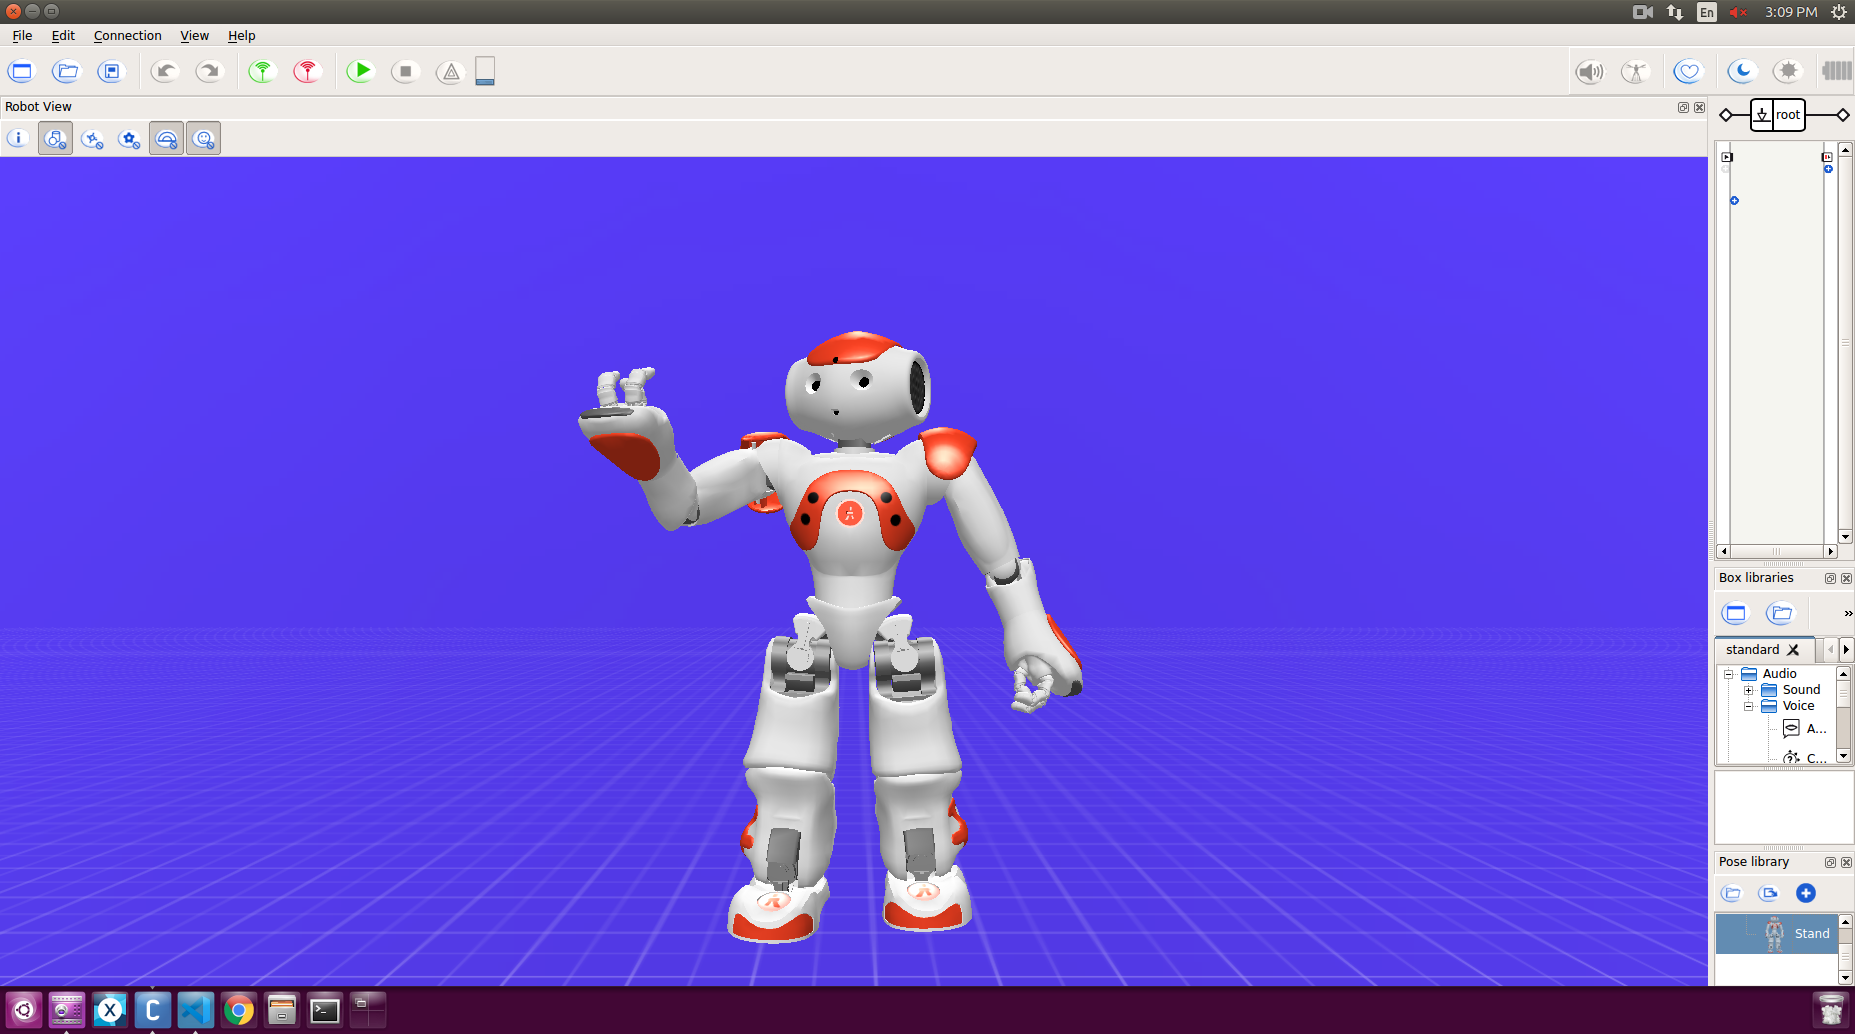 En
3:09 PM
File Edit Connection View Help
Robot View
root
Box libraries
»
standard
Audio
Sound
Voice
A...
C...
Pose library
Stand
X
C